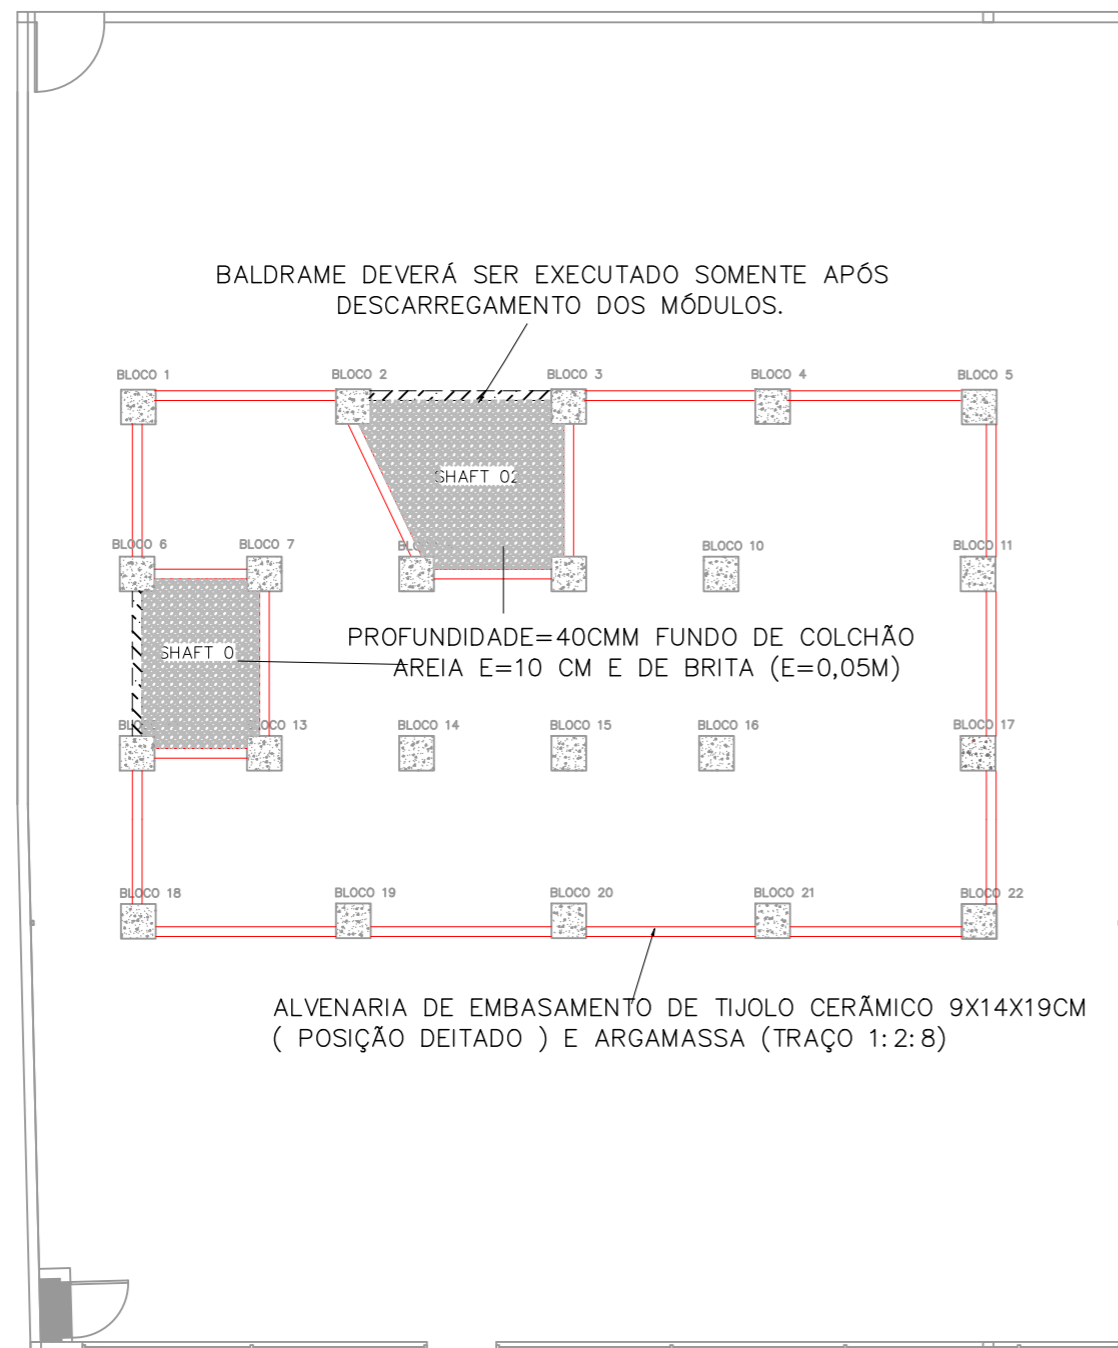 BALDRAME DEVERÁ SER EXECUTADO SOMENTE APÓS
DESCARREGAMENTO DOS MÓDULOS.
BLOCO 1
BLOCO 2
BLOCO 3
BLOCO 4
BLOCO 5
SHAFT 02
BLOCO 6
BLOCO 7
BLOCO 10
BLOCO 11
PROFUNDIDADE=40CMM FUNDO DE COLCHÃO
AREIA E=10 CM E DE BRITA (E=0,05M)
SHAFT 0
BLOCO 13
BLOCO 14
BLOCO 15
BLOCO 16
BLOCO 17
BLOCO 18
BLOCO 19
BLOCO 20
BLOCO 21
BLOCO 22
ALVENARIA DE EMBASAMENTO DE TIJOLO CERÃMICO 9X14X19CM
( POSIÇÃO DEITADO ) E ARGAMASSA (TRAÇO 1:2:8)